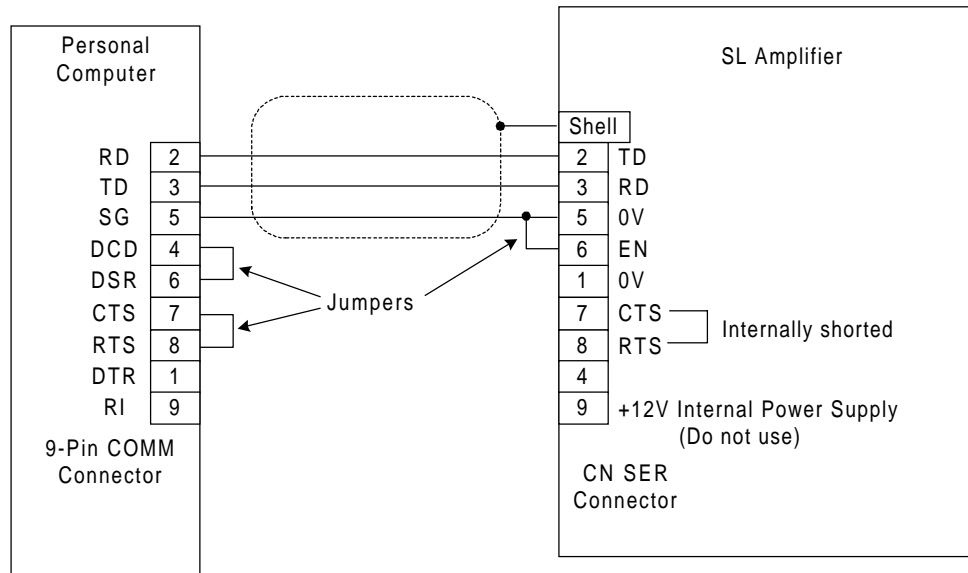 Personal
Computer
SL Amplifier
Shell
RD 2
2 TD
TD 3
3 RD
SG 5
5 0V
DCD 4
6 EN
DSR 6
1 0V
Jumpers
CTS 7
7 CTS
Internally shorted
RTS 8
8 RTS
DTR 1
4
RI 9
9 +12V Internal Power Supply
(Do not use)
9-Pin COMM
Connector
CN SER
Connector